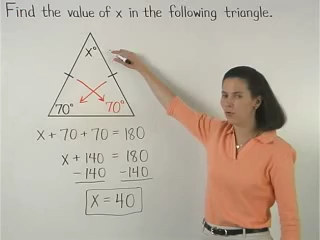 Find the value of x in the following triangle.
x°
70° 70°
x + 70 + 70 = 180
x + 140 = 180
-140 -140
x = 40